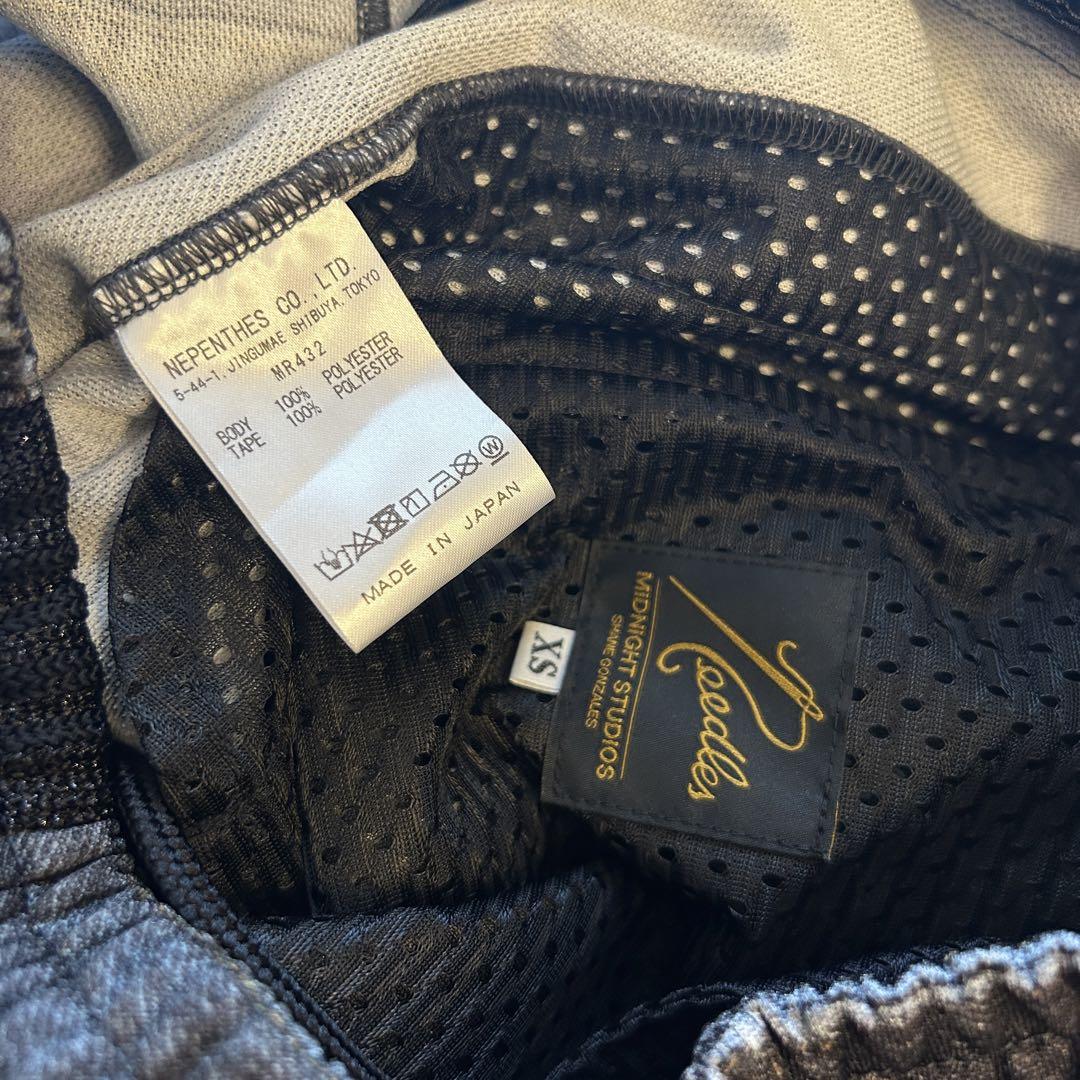 NEPENTHES CO.,LTD.
5-44-1, JINGUMAE SHIBUYA, TOKYO
MR432
BODY 100% POLYESTER
TAPE 100% POLYESTER
W
MADE IN JAPAN
XS
Needles
MIDNIGHT STUDIOS
SHANE GONZALES